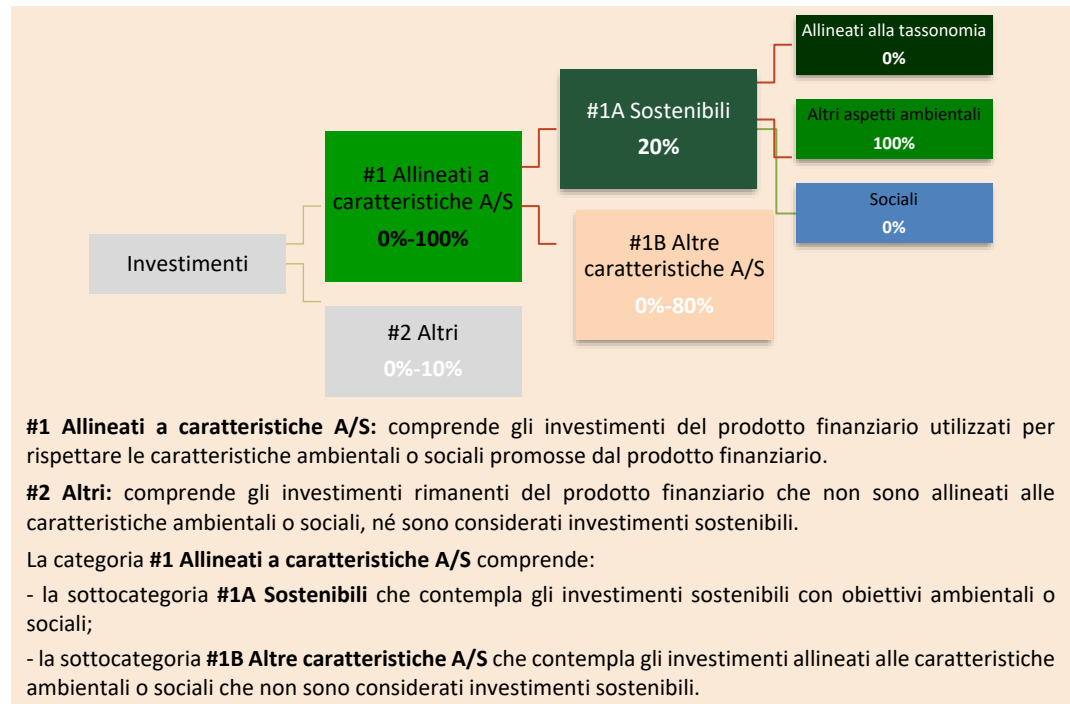 Allineati alla tassonomia
0%
#1A Sostenibili
20%
Altri aspetti ambientali
100%
#1 Allineati a
caratteristiche A/S
0%-100%
Sociali
0%
#1B Altre
caratteristiche A/S
0%-80%
Investimenti
#2 Altri
0%-10%
#1 Allineati a caratteristiche A/S: comprende gli investimenti del prodotto finanziario utilizzati per
rispettare le caratteristiche ambientali o sociali promosse dal prodotto finanziario.
#2 Altri: comprende gli investimenti rimanenti del prodotto finanziario che non sono allineati alle
caratteristiche ambientali o sociali, né sono considerati investimenti sostenibili.
La categoria #1 Allineati a caratteristiche A/S comprende:
- la sottocategoria #1A Sostenibili che contempla gli investimenti sostenibili con obiettivi ambientali o
sociali;
- la sottocategoria #1B Altre caratteristiche A/S che contempla gli investimenti allineati alle caratteristiche
ambientali o sociali che non sono considerati investimenti sostenibili.